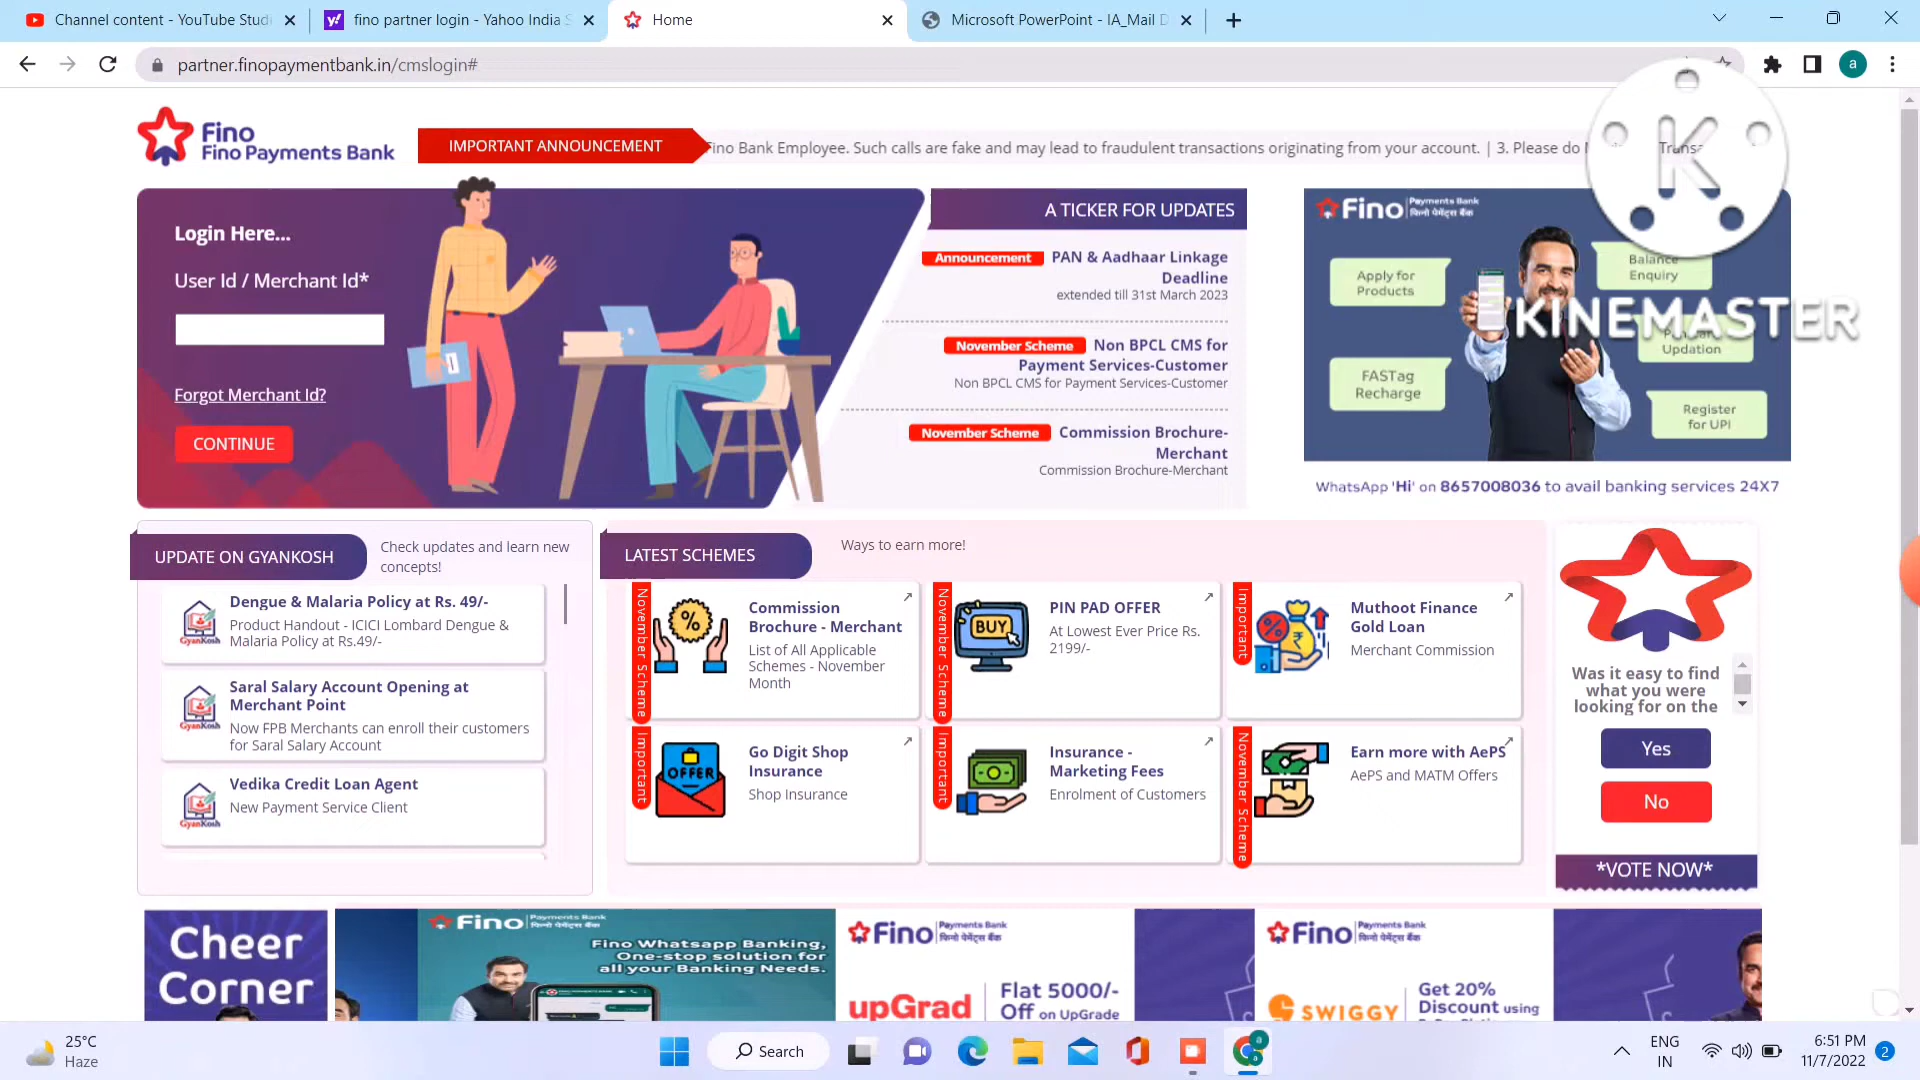 Channel content - YouTube Stud
fino partner login - Yahoo India S
Home
Microsoft PowerPoint - IA_Mail D
partner.finopaymentbank.in/cmslogin#
a
Fino
Fino Payments Bank
IMPORTANT ANNOUNCEMENT
Fino Bank Employee. Such calls are fake and may lead to fraudulent transactions originating from your account. | 3. Please do
Login Here...
User Id / Merchant Id*
Forgot Merchant Id?
CONTINUE
A TICKER FOR UPDATES
Announcement PAN & Aadhaar Linkage
Deadline
extended till 31st March 2023
November Scheme Non BPCL CMS for
Payment Services-Customer
Non BPCL CMS for Payment Services-Customer
November Scheme Commission Brochure-
Merchant
Commission Brochure-Merchant
Fino Payments Bank
फिनो पेमेंट्स बैंक
Apply for
Products
Balance
Enquiry
FASTag
Recharge
Updation
Register
for UPI
K
KINEMASTER
WhatsApp 'Hi' on 8657008036 to avail banking services 24X7
UPDATE ON GYANKOSH
Check updates and learn new
concepts!
GyanKosh
Dengue & Malaria Policy at Rs. 49/-
Product Handout - ICICI Lombard Dengue &
Malaria Policy at Rs.49/-
GyanKosh
Saral Salary Account Opening at
Merchant Point
Now FPB Merchants can enroll their customers
for Saral Salary Account
GyanKosh
Vedika Credit Loan Agent
New Payment Service Client
LATEST SCHEMES
Ways to earn more!
November Scheme
Commission
Brochure - Merchant
List of All Applicable
Schemes - November
Month
November Scheme
BUY
PIN PAD OFFER
At Lowest Ever Price Rs.
2199/-
Important
Muthoot Finance
Gold Loan
Merchant Commission
Important
OFFER
Go Digit Shop
Insurance
Shop Insurance
Important
Insurance -
Marketing Fees
Enrolment of Customers
November Scheme
Earn more with AePS
AePS and MATM Offers
Was it easy to find
what you were
looking for on the
Yes
No
*VOTE NOW*
Cheer
Corner
Fino Payments Bank
फिनो पेमेंट्स बैंक
Fino Whatsapp Banking,
One-stop solution for
all your Banking Needs.
Fino Payments Bank
फिनो पेमेंट्स बैंक
upGrad
Flat 5000/-
Off on UpGrade
Fino Payments Bank
फिनो पेमेंट्स बैंक
SWIGGY
Get 20%
Discount using
25°C
Haze
Search
ENG
IN
6:51 PM
11/7/2022
2